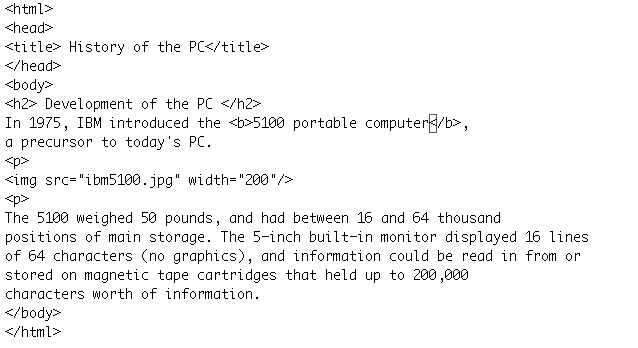 <html>
<head>
<title> History of the PC</title>
</head>
<body>
<h2> Development of the PC </h2>
In 1975, IBM introduced the <b>5100 portable computer</b>,
a precursor to today's PC.
<p>
<img src="ibm5100.jpg" width="200"/>
<p>
The 5100 weighed 50 pounds, and had between 16 and 64 thousand
positions of main storage. The 5-inch built-in monitor displayed 16 lines
of 64 characters (no graphics), and information could be read in from or
stored on magnetic tape cartridges that held up to 200,000
characters worth of information.
</body>
</html>